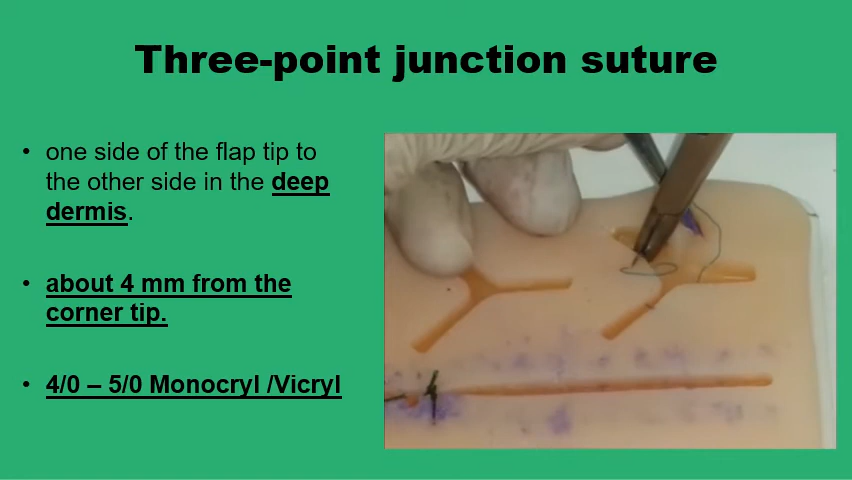 Three-point junction suture
• one side of the flap tip to
the other side in the deep
dermis.
• about 4 mm from the
corner tip.
• 4/0 – 5/0 Monocryl /Vicryl